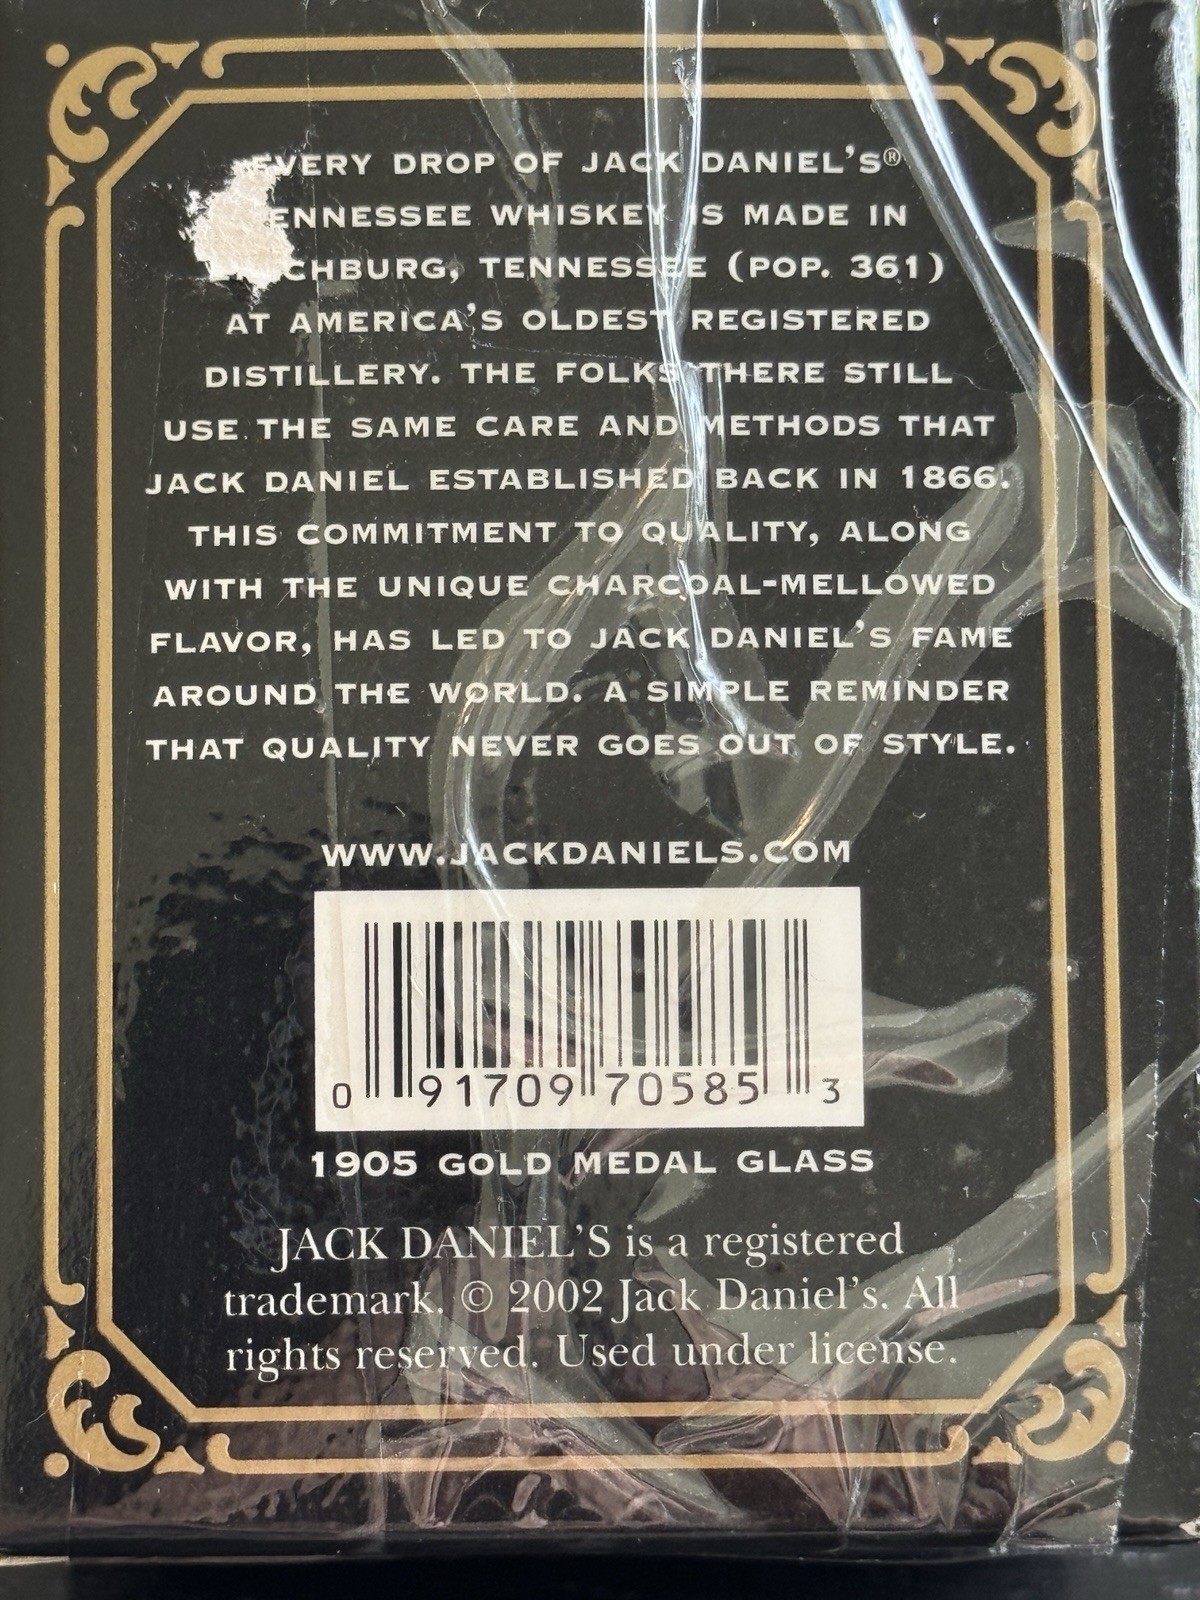 EVERY DROP OF JACK DANIEL'S®
ENNESSEE WHISKEY IS MADE IN
CHBURG, TENNESSEE (POP. 361)
AT AMERICA'S OLDEST REGISTERED
DISTILLERY. THE FOLKS THERE STILL
USE THE SAME CARE AND METHODS THAT
JACK DANIEL ESTABLISHED BACK IN 1866.
THIS COMMITMENT TO QUALITY, ALONG
WITH THE UNIQUE CHARCOAL-MELLOWED
FLAVOR, HAS LED TO JACK DANIEL'S FAME
AROUND THE WORLD. A SIMPLE REMINDER
THAT QUALITY NEVER GOES OUT OF STYLE.
WWW.JACKDANIELS.COM
0 91709 70585 3
1905 GOLD MEDAL GLASS
JACK DANIEL'S is a registered
trademark. © 2002 Jack Daniel's. All
rights reserved. Used under license.